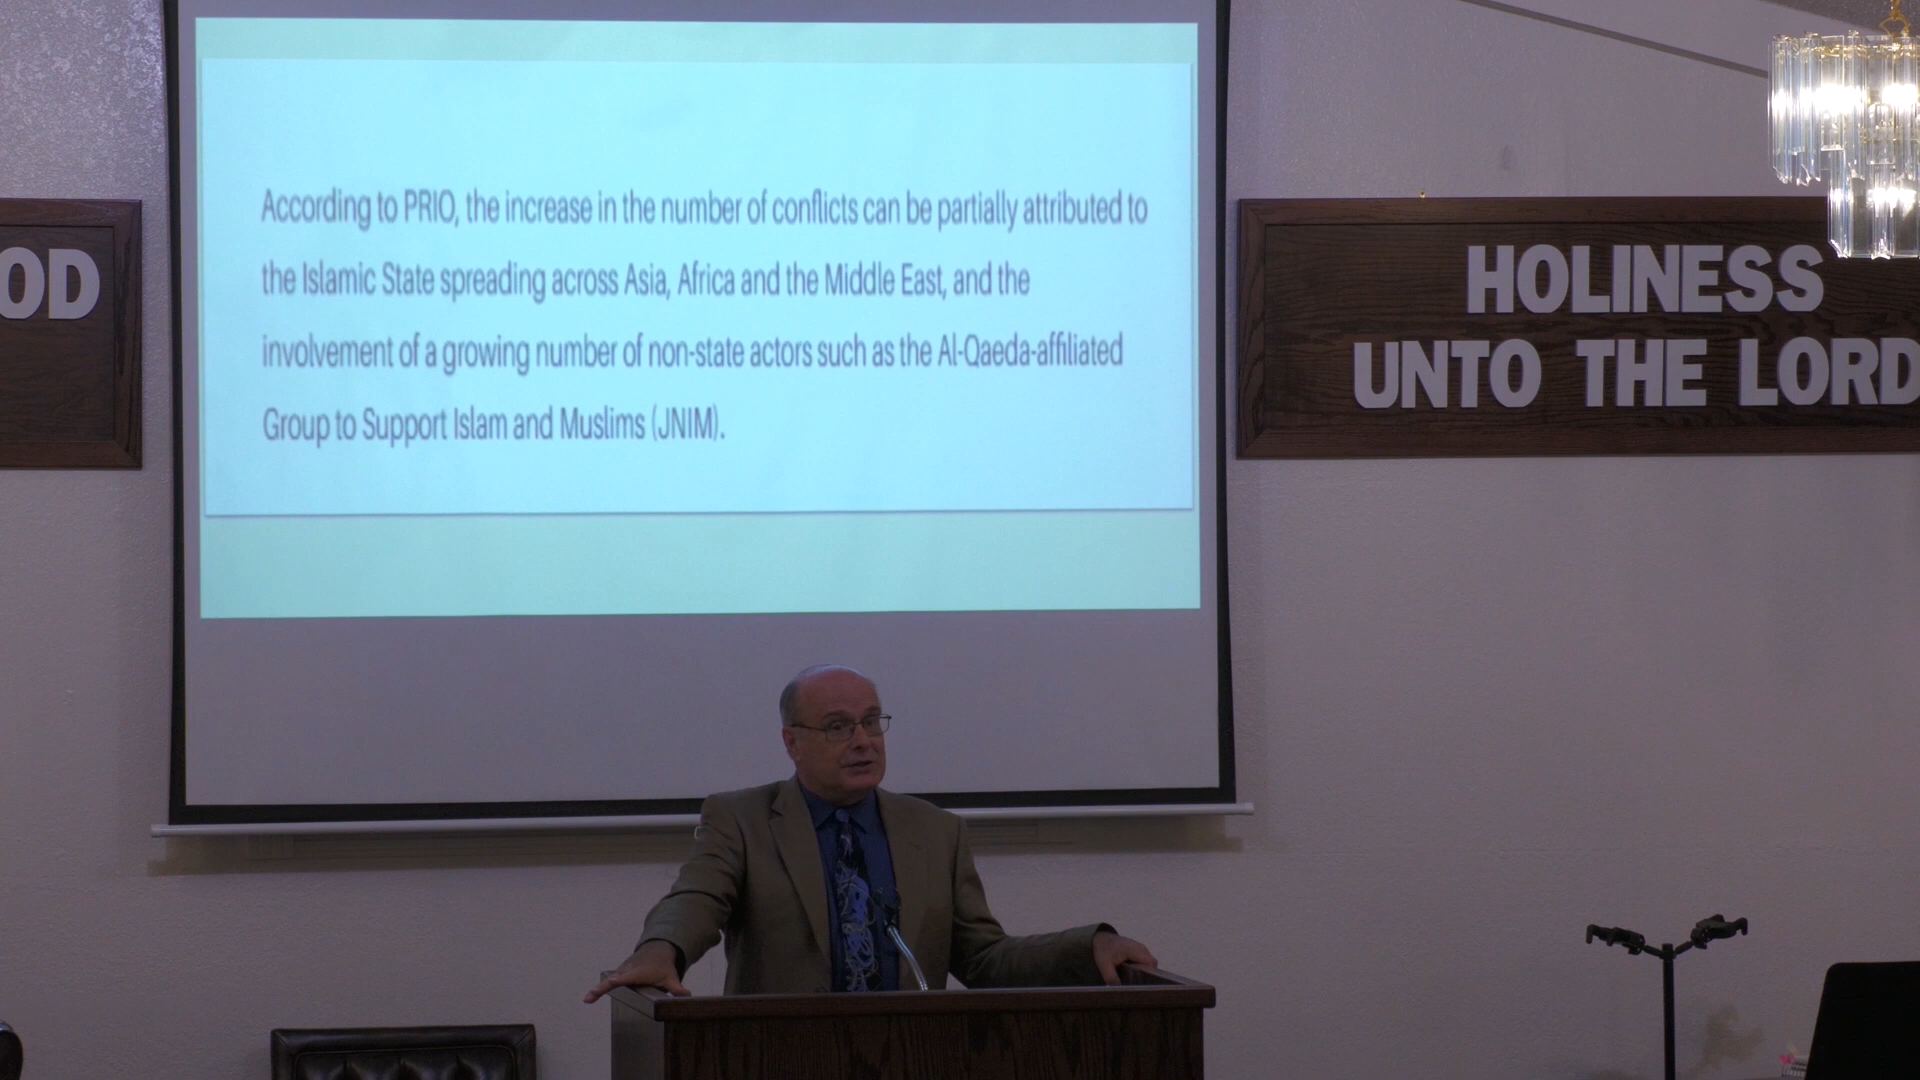 According to PRIO, the increase in the number of conflicts can be partially attributed to
the Islamic State spreading across Asia, Africa and the Middle East, and the
involvement of a growing number of non-state actors such as the Al-Qaeda-affiliated
Group to Support Islam and Muslims (JNIM).
OD
HOLINESS
UNTO THE LORD